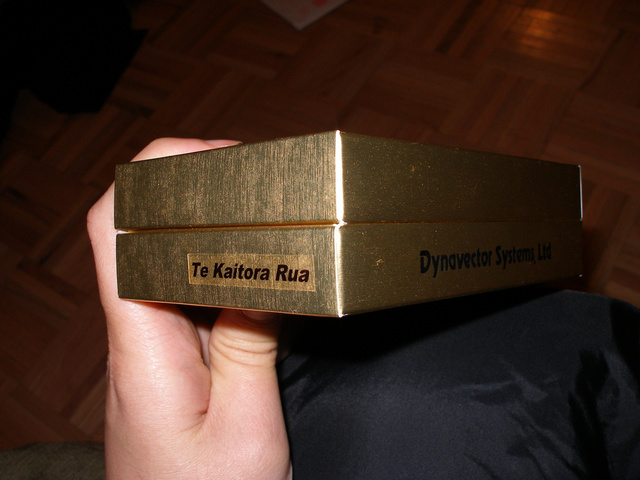 Te Kaitora Rua
Dynavector Systems, Ltd